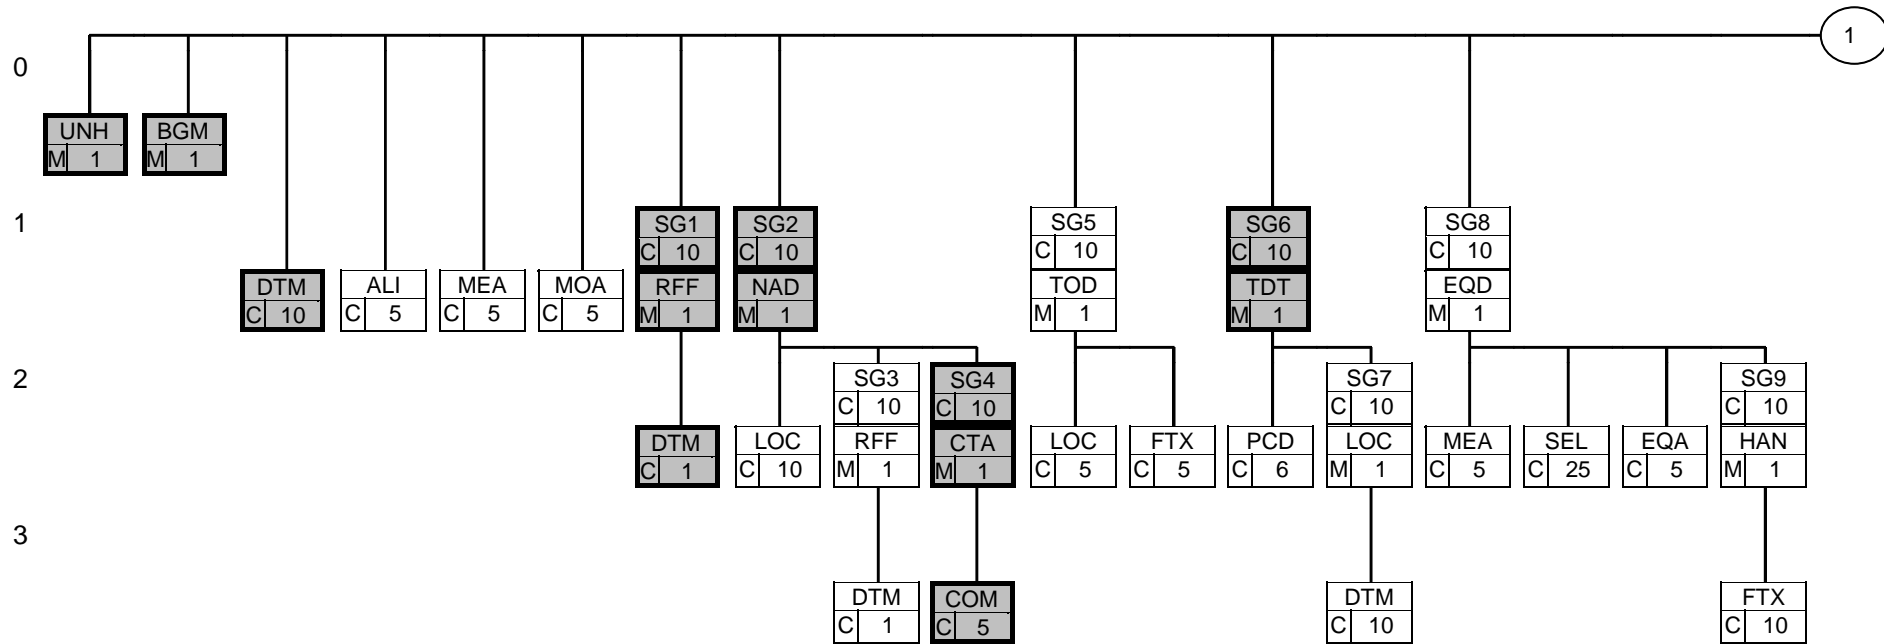 1
0
UNH BGM
M 1 M 1
1
SG1 SG2 SG5 SG6 SG8
C 10 C 10 C 10 C 10 C 10
DTM ALI MEA MOA RFF NAD TOD TDT EQD
C 10 C 5 C 5 C 5 M 1 M 1 M 1 M 1 M 1
2
SG3 SG4 SG7 SG9
C 10 C 10 C 10 C 10
DTM LOC RFF CTA LOC FTX PCD LOC MEA SEL EQA HAN
C 1 C 10 M 1 M 1 C 5 C 5 C 6 M 1 C 5 C 25 C 5 M 1
3
DTM COM DTM FTX
C 1 C 5 C 10 C 10